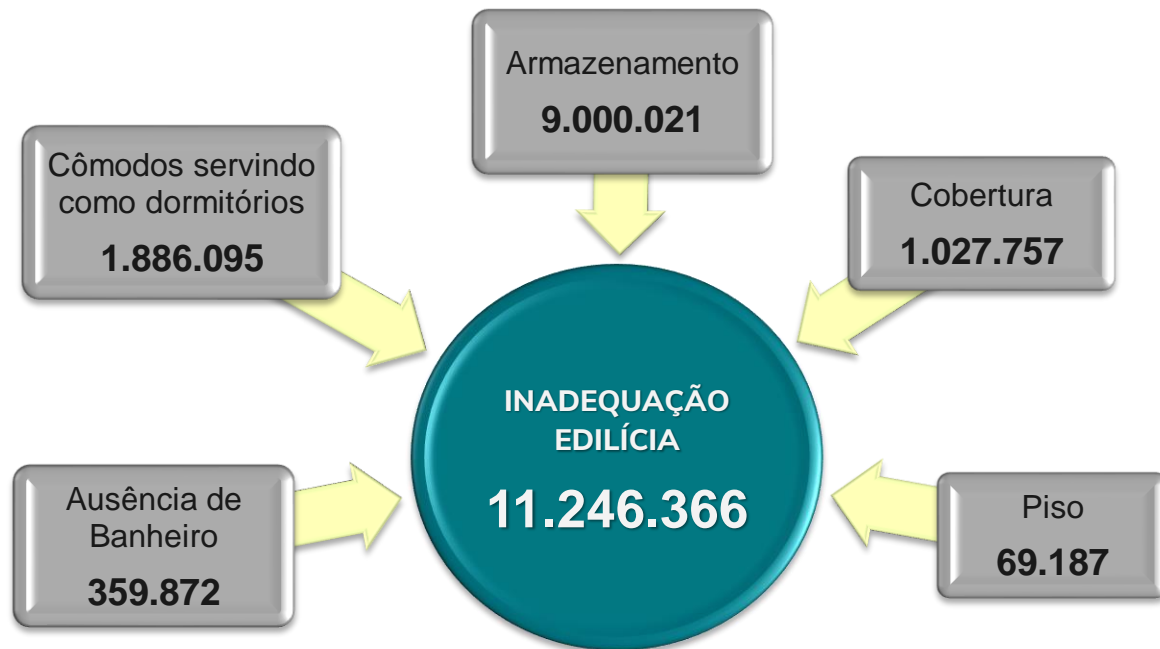 Armazenamento
9.000.021
Cômodos servindo
como dormitórios
1.886.095
Cobertura
1.027.757
INADEQUAÇÃO
EDILÍCIA
11.246.366
Ausência de
Banheiro
359.872
Piso
69.187